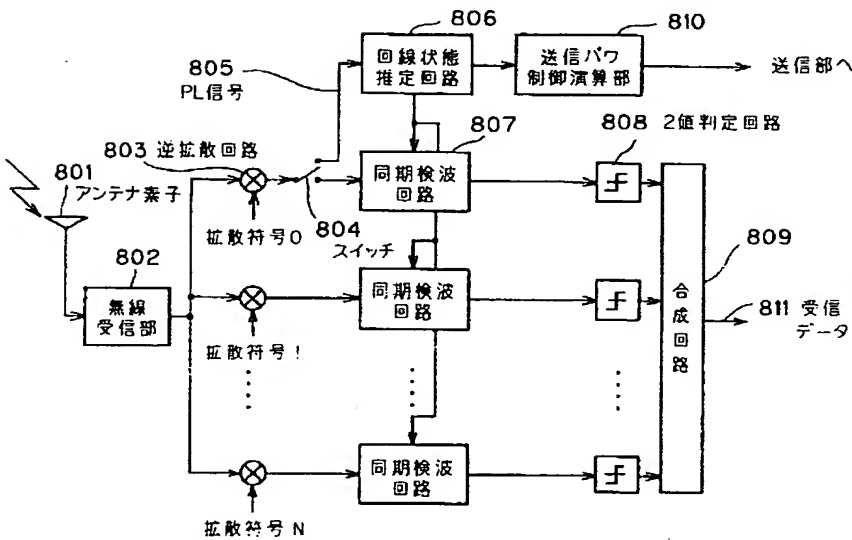 806
810
回線状態
推定回路
送信パワ
制御演算部
送信部へ
805
PL信号
807
808 2値判定回路
803 逆拡散回路
同期検波
回路
801
アンテナ素子
拡散符号0
804
スイッチ
809
802
無線
受信部
同期検波
回路
合成回路
811 受信
データ
拡散符号1
同期検波
回路
拡散符号N